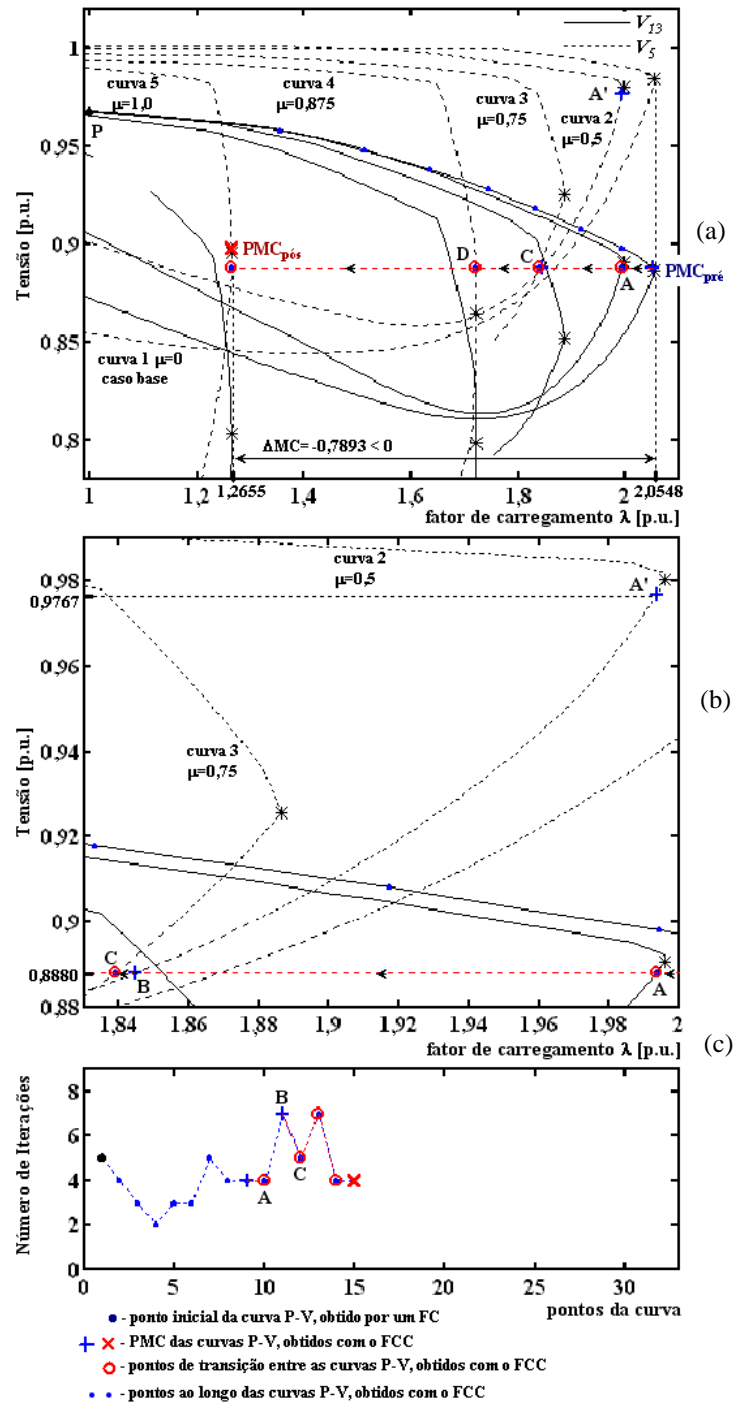 V13
V5
1
0,95
0,9
0,85
0,8
Tensão [p.u.]
curva 5
μ=1,0
curva 4
μ=0,875
curva 3
μ=0,75
curva 2
μ=0,5
A'
P
PMCpós
D
C
A
PMCpré
curva 1 μ=0
caso base
ΔMC= -0,7893 < 0
1
1,2
1,2655
1,4
1,6
1,8
2
2,0548
fator de carregamento λ [p.u.]
(a)
0,98
0,9767
0,96
0,94
0,92
0,9
0,8880
0,88
Tensão [p.u.]
curva 2
μ=0,5
A'
curva 3
μ=0,75
C
B
A
1,84
1,86
1,88
1,9
1,92
1,94
1,96
1,98
2
fator de carregamento λ [p.u.]
(b)
(c)
Número de Iterações
8
6
4
2
0
B
A
C
0
5
10
15
20
25
30
pontos da curva
- ponto inicial da curva P-V, obtido por um FC
- PMC das curvas P-V, obtidos com o FCC
- pontos de transição entre as curvas P-V, obtidos com o FCC
- pontos ao longo das curvas P-V, obtidos com o FCC